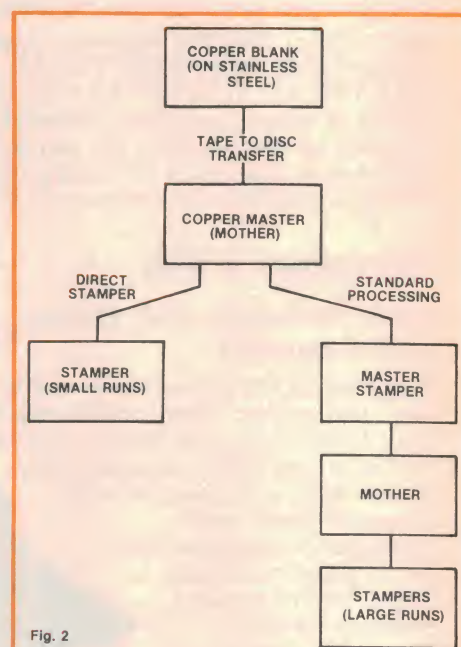 COPPER BLANK
(ON STAINLESS
STEEL)
TAPE TO DISC
TRANSFER
COPPER MASTER
(MOTHER)
DIRECT
STAMPER
STANDARD
PROCESSING
STAMPER
(SMALL RUNS)
MASTER
STAMPER
MOTHER
STAMPERS
(LARGE RUNS)
Fig. 2